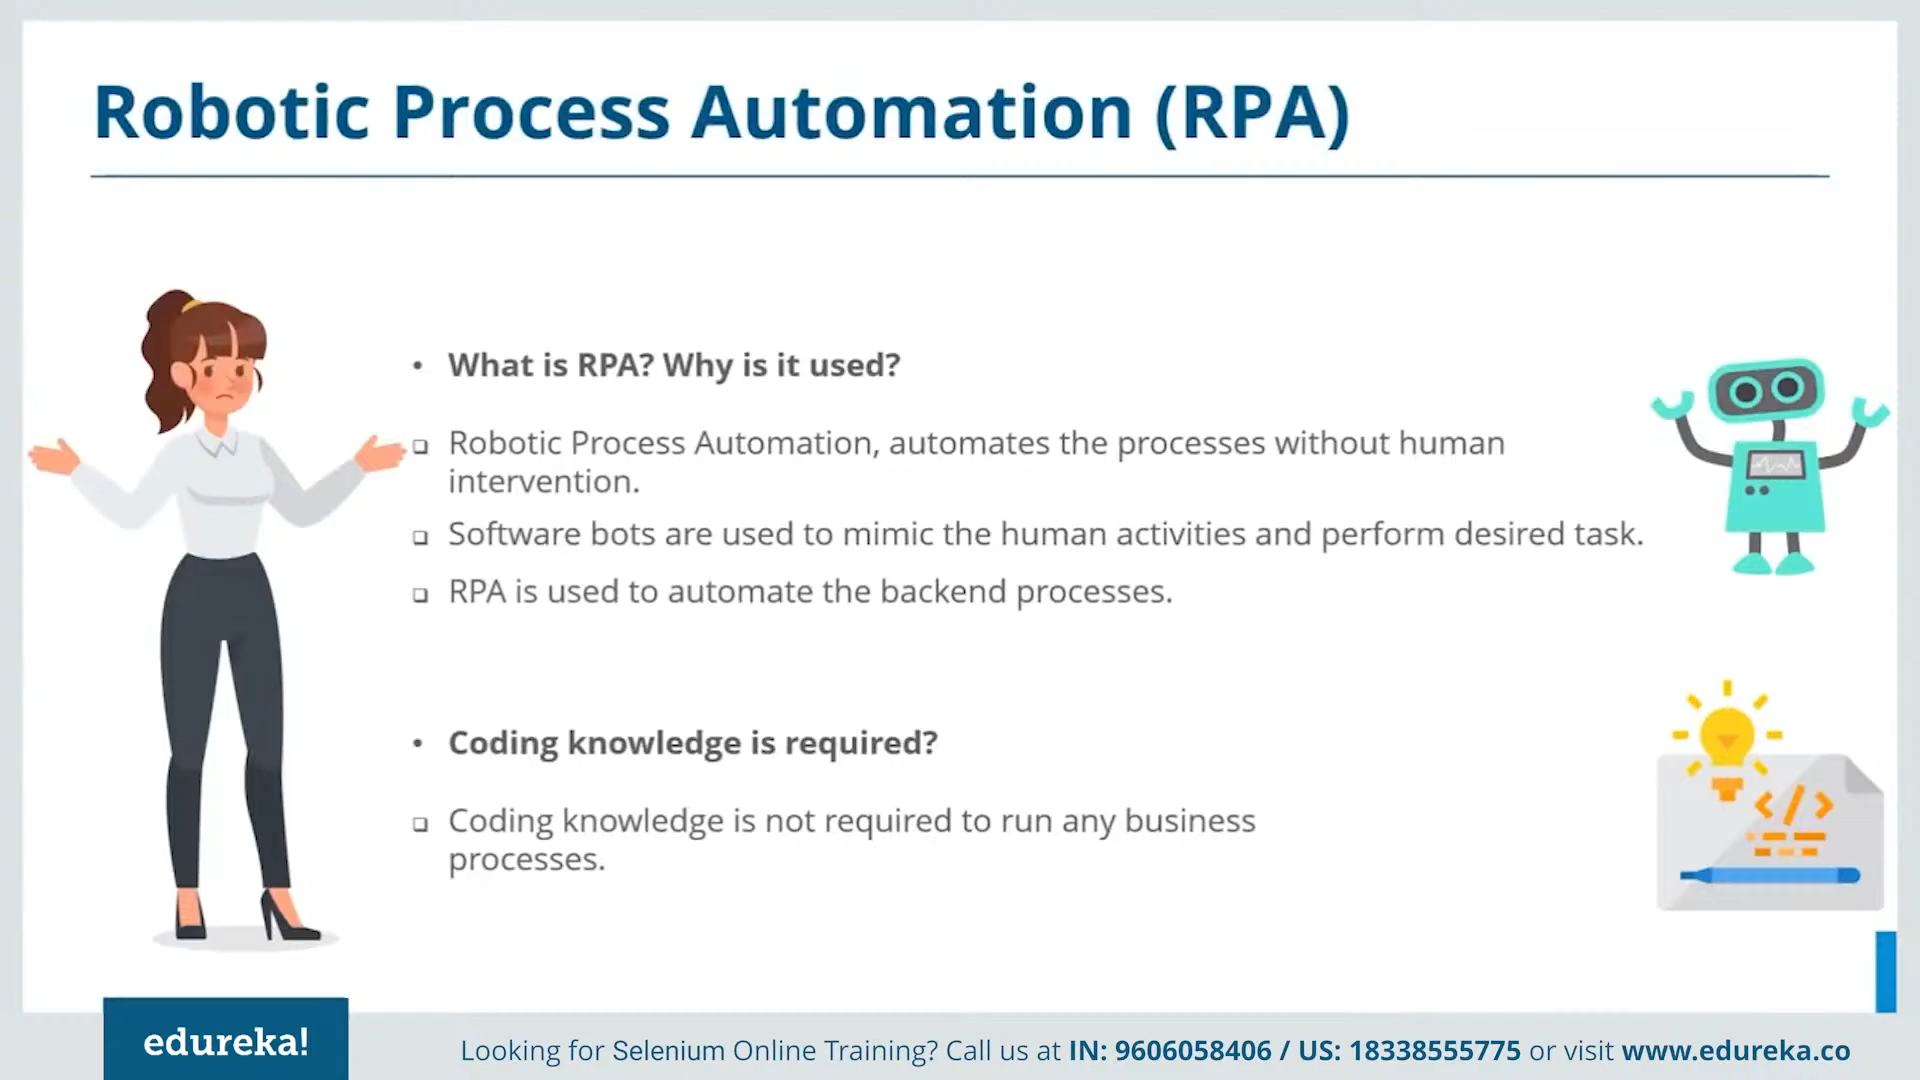 Robotic Process Automation (RPA)
• What is RPA? Why is it used?
❑ Robotic Process Automation, automates the processes without human
intervention.
❑ Software bots are used to mimic the human activities and perform desired task.
❑ RPA is used to automate the backend processes.
• Coding knowledge is required?
❑ Coding knowledge is not required to run any business
processes.
edureka!
Looking for Selenium Online Training? Call us at IN: 9606058406 / US: 18338555775 or visit www.edureka.co